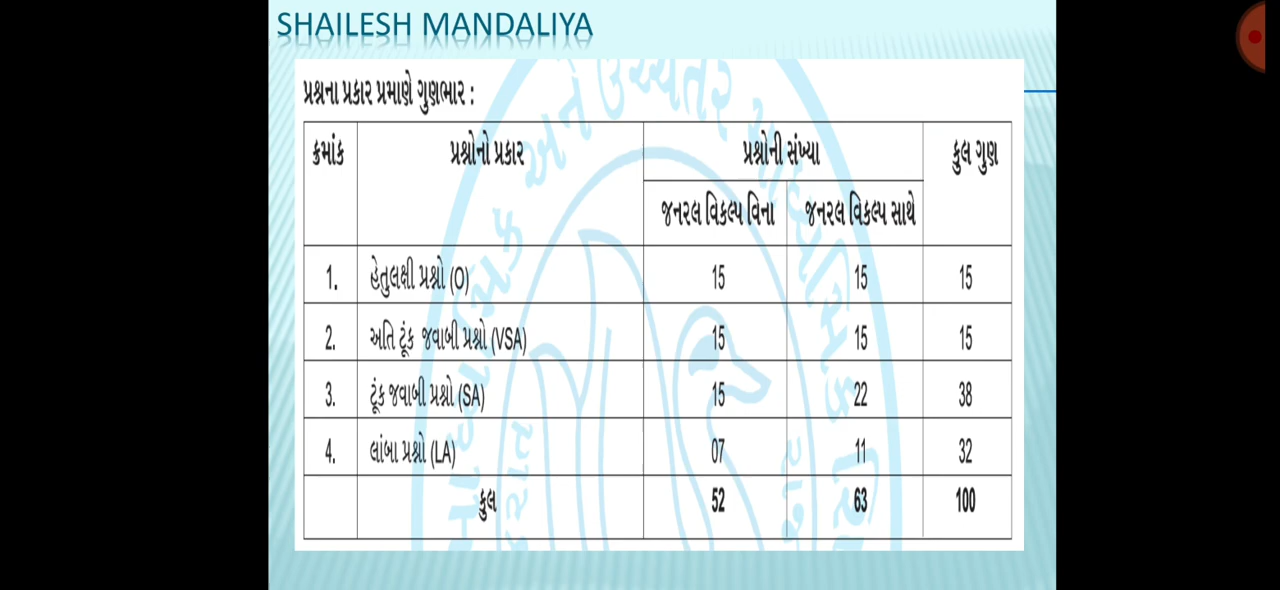 SHAILESH MANDALIYA
પ્રશ્નના પ્રકાર પ્રમાણે ગુણભાર :
ક્રમાંક પ્રશ્નોનો પ્રકાર પ્રશ્નોની સંખ્યા કુલ ગુણ
જનરલ વિકલ્પ વિના જનરલ વિકલ્પ સાથે
1. હેતુલક્ષી પ્રશ્નો (O) 15 15 15
2. અતિ ટૂંક જવાબી પ્રશ્નો (VSA) 15 15 15
3. ટૂંક જવાબી પ્રશ્નો (SA) 15 22 38
4. લાંબા પ્રશ્નો (LA) 07 11 32
કુલ 52 63 100